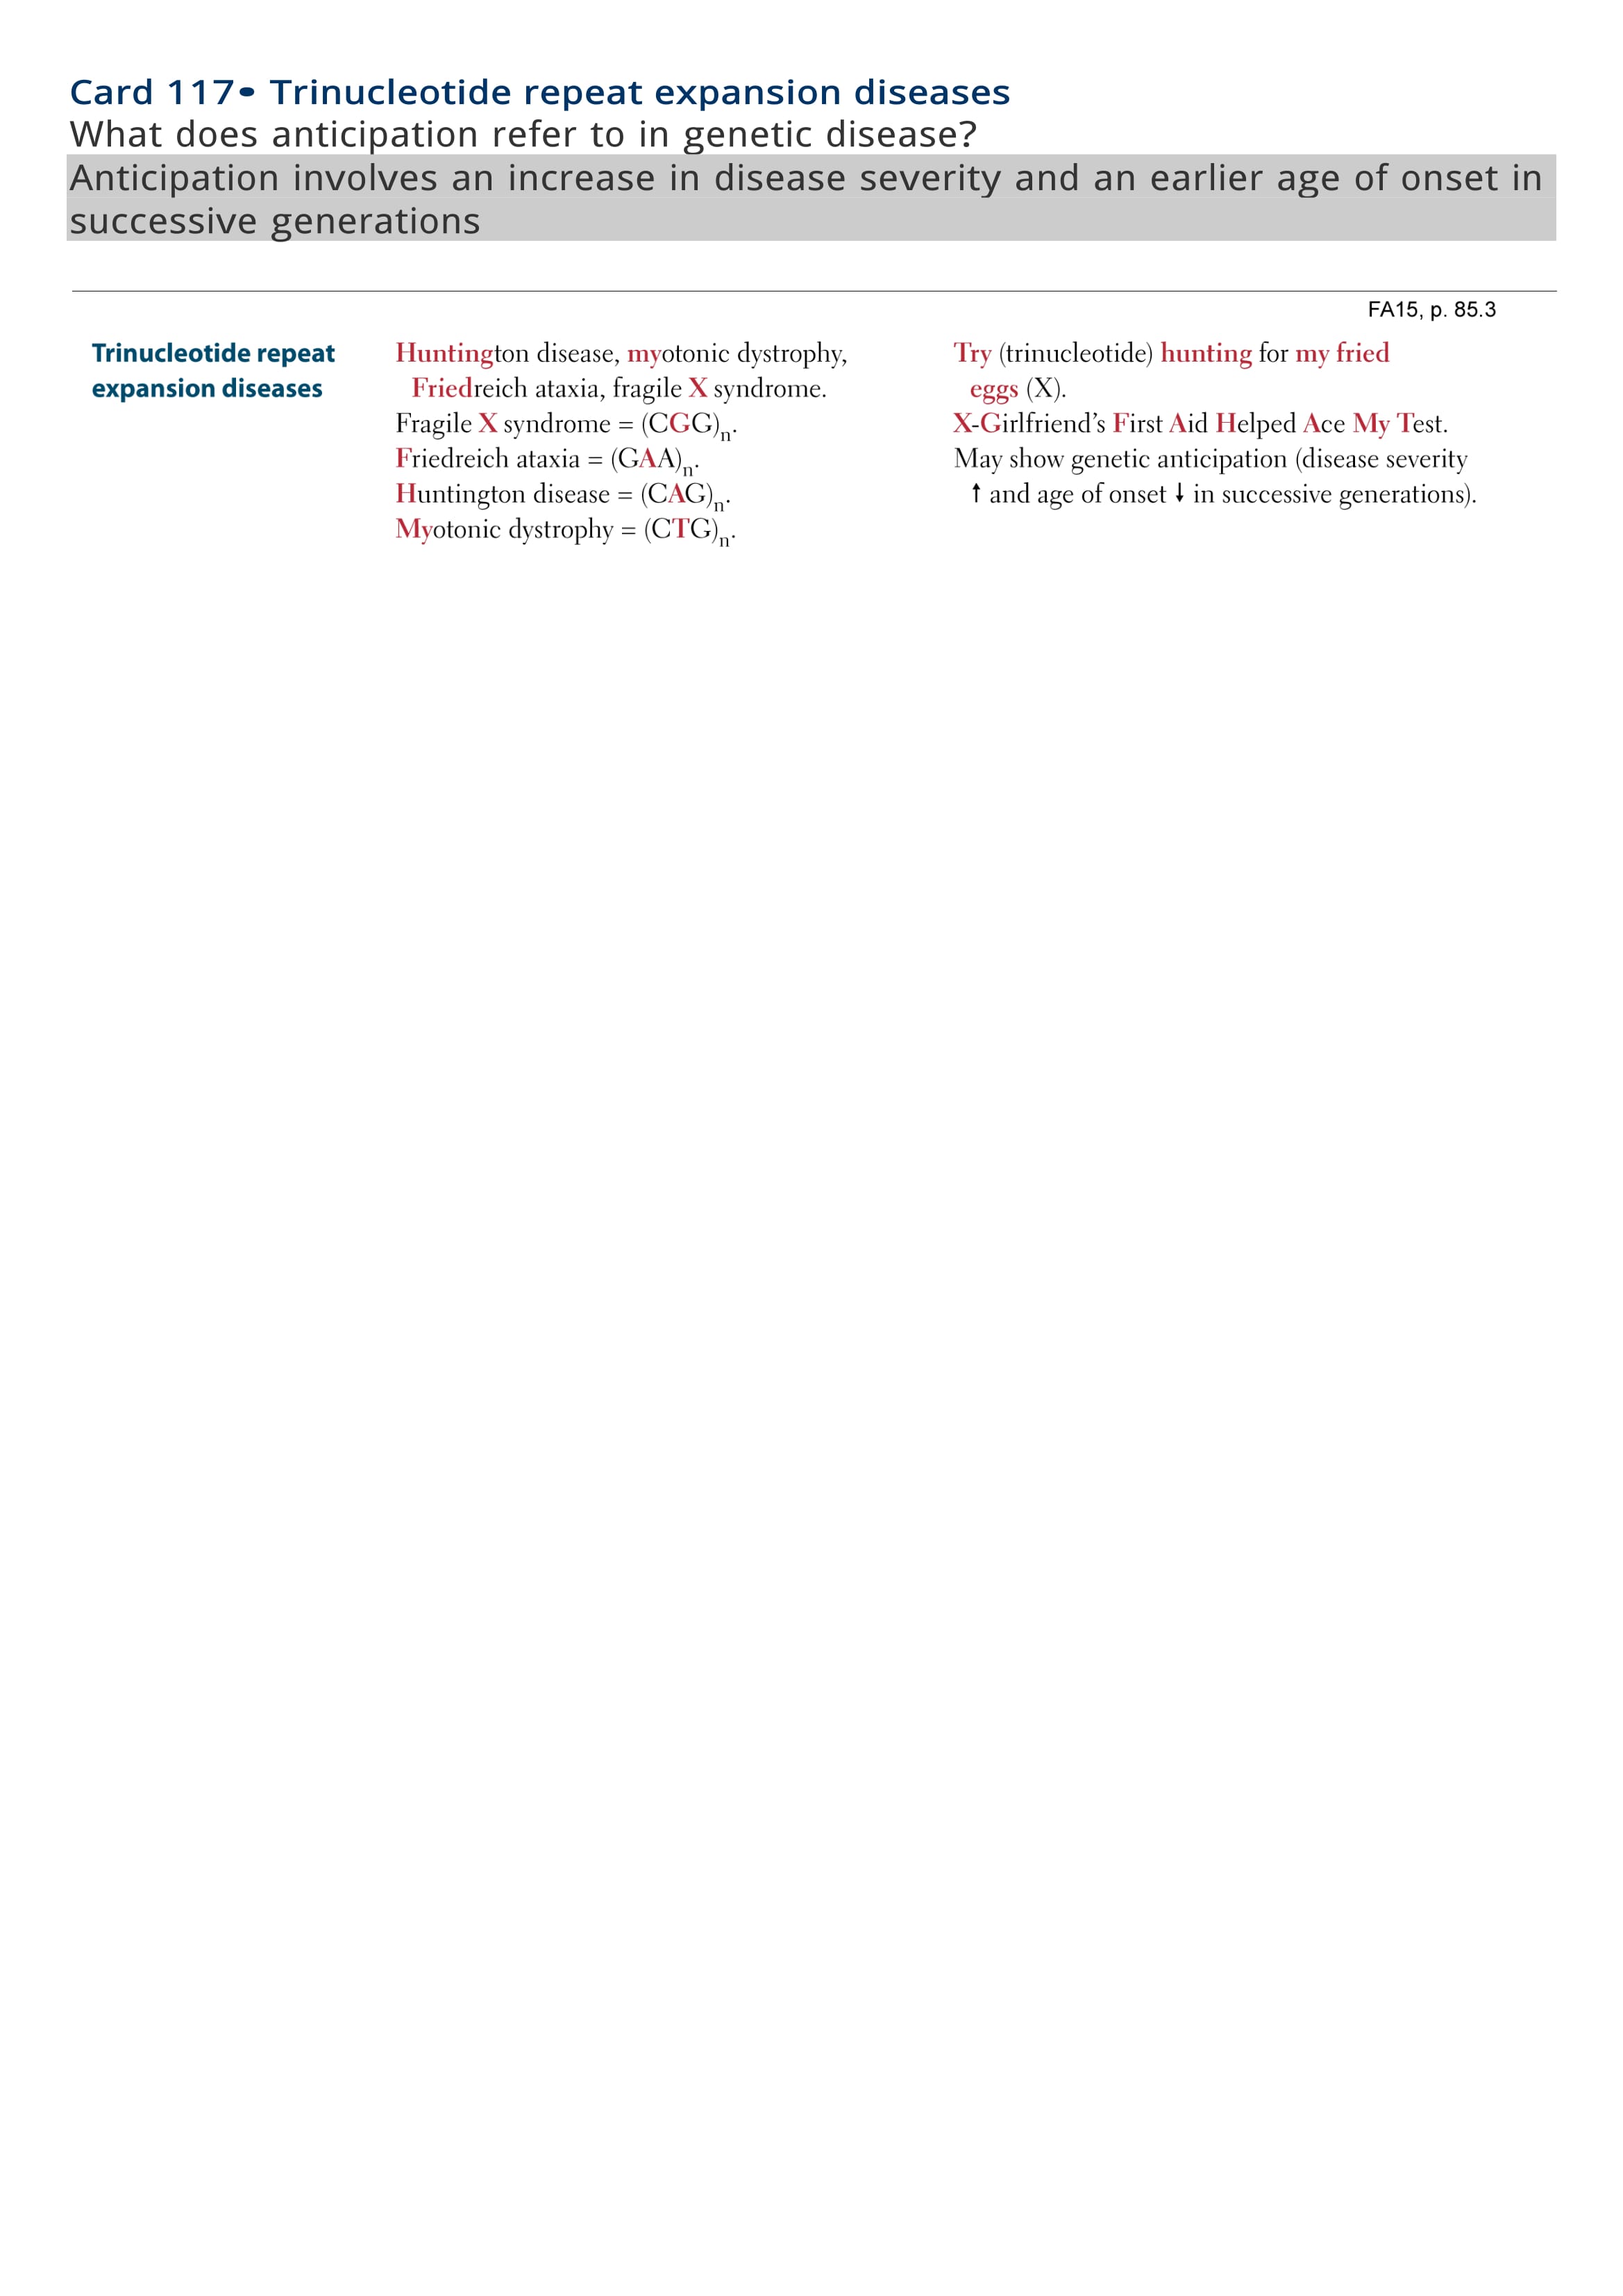 Card 117• Trinucleotide repeat expansion diseases
What does anticipation refer to in genetic disease?
Anticipation involves an increase in disease severity and an earlier age of onset in
successive generations
FA15, p. 85.3
Trinucleotide repeat
expansion diseases
Huntington disease, myotonic dystrophy,
Friedreich ataxia, fragile X syndrome.
Fragile X syndrome = (CGG)n.
Friedreich ataxia = (GAA)n.
Huntington disease = (CAG)n.
Myotonic dystrophy = (CTG)n.
Try (trinucleotide) hunting for my fried
eggs (X).
X-Girlfriend’s First Aid Helped Ace My Test.
May show genetic anticipation (disease severity
↑ and age of onset ↓ in successive generations).